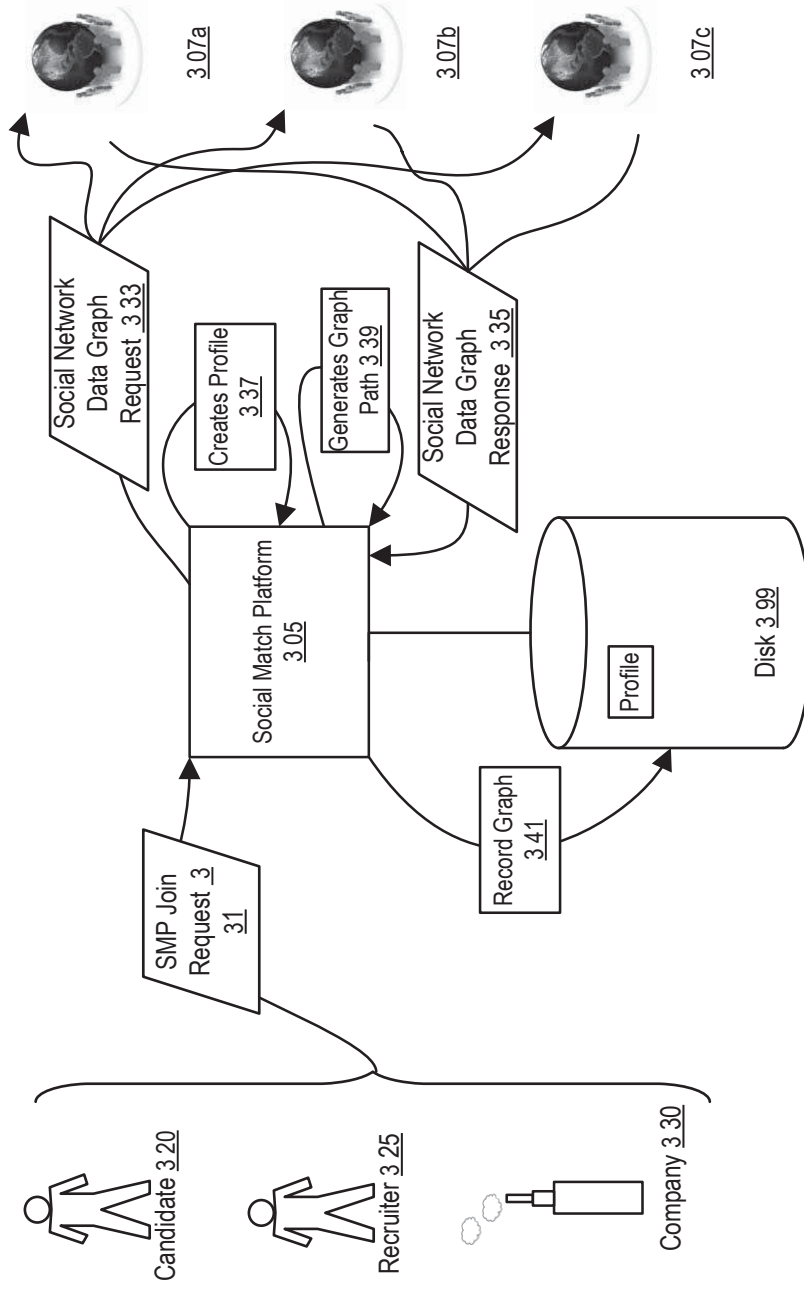 Candidate 3 20
Recruiter 3 25
Company 3 30
SMP Join
Request 3
31
Social Match Platform
3 05
Record Graph
3 41
Profile
Disk 3 99
Social Network
Data Graph
Request 3 33
Creates Profile
3 37
Generates Graph
Path 3 39
Social Network
Data Graph
Response 3 35
3 07a
3 07b
3 07c